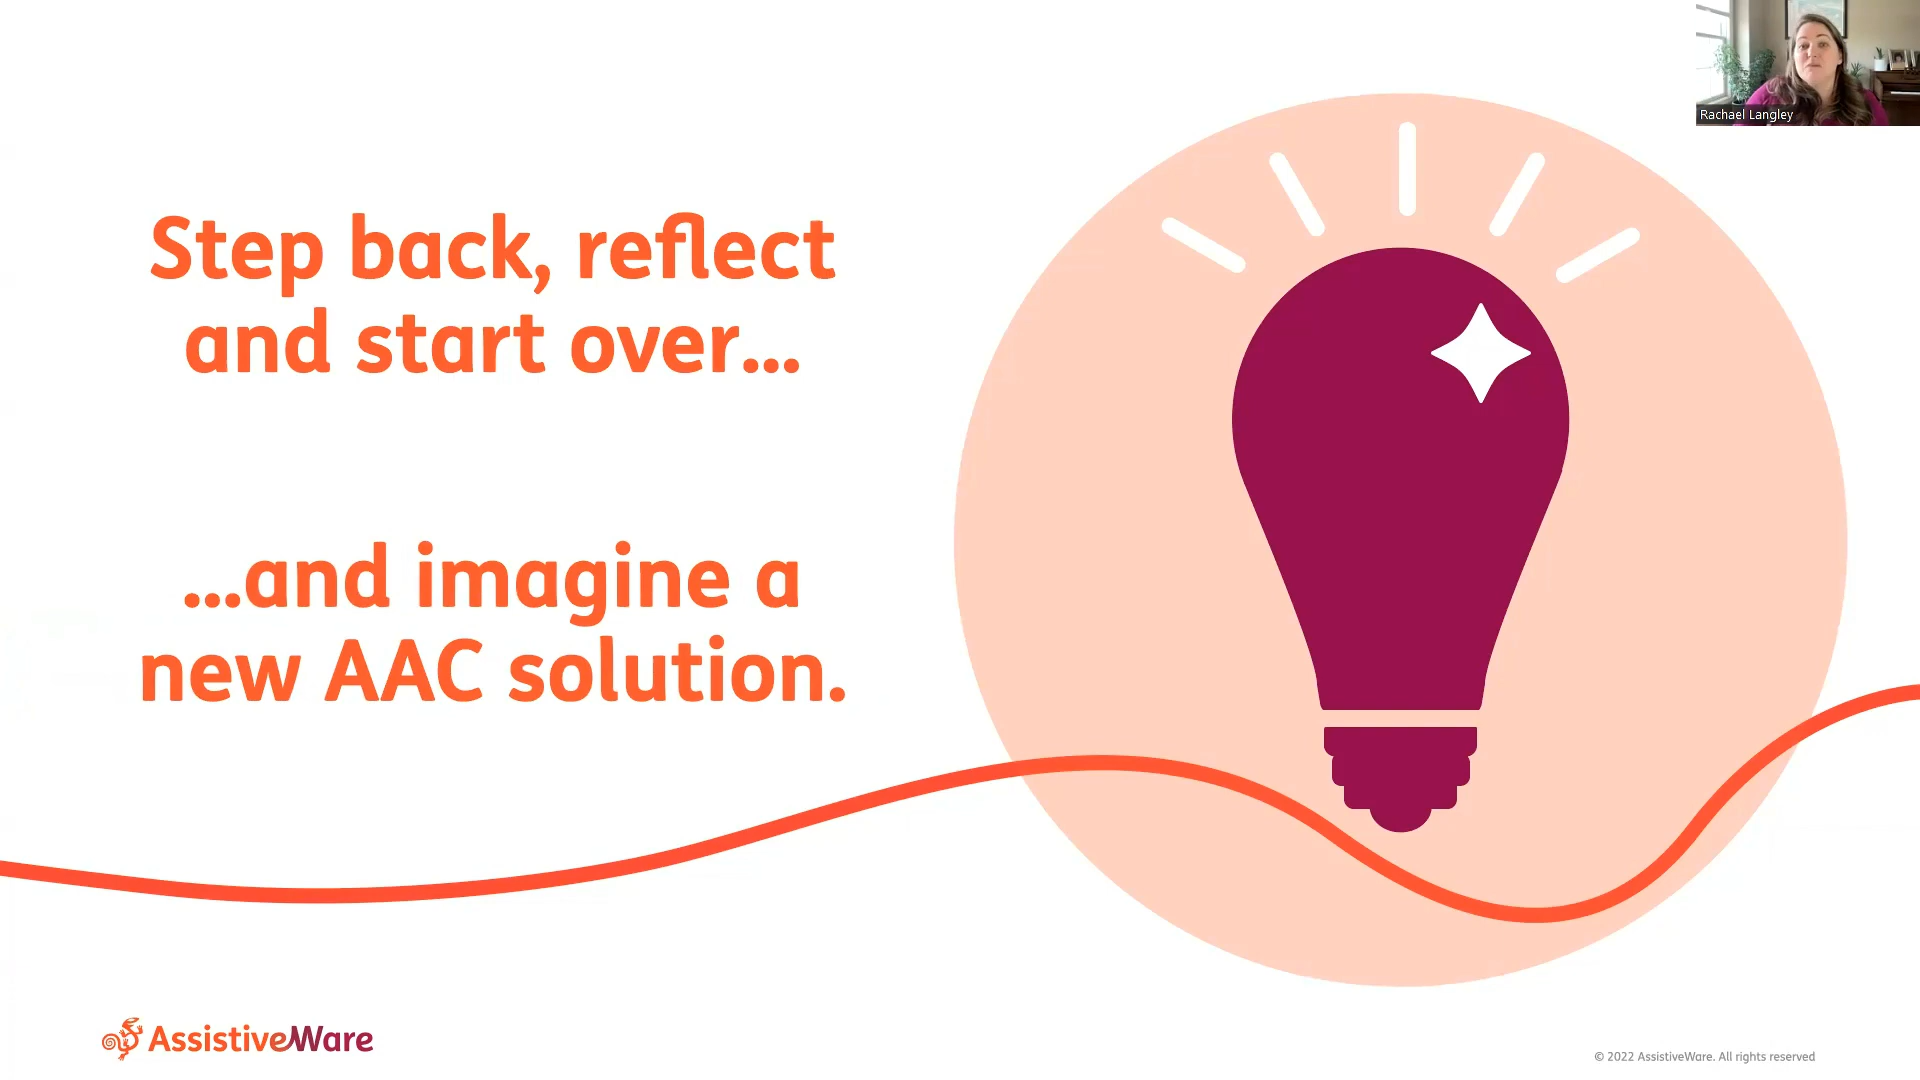 Rachael Langley
Step back, reflect
and start over...
...and imagine a
new AAC solution.
AssistiveWare
© 2022 AssistiveWare. All rights reserved